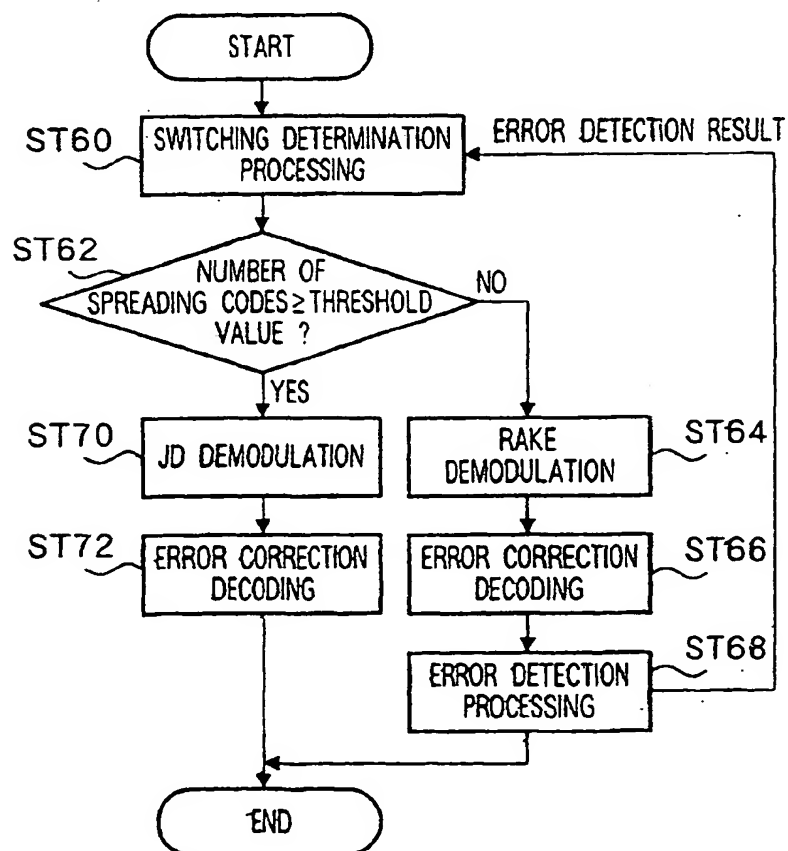 START
ST60
SWITCHING DETERMINATION
PROCESSING
ERROR DETECTION RESULT
ST62
NUMBER OF
SPREADING CODES≥THRESHOLD
VALUE ?
NO
YES
ST70
JD DEMODULATION
RAKE
DEMODULATION
ST64
ST72
ERROR CORRECTION
DECODING
ERROR CORRECTION
DECODING
ST66
ERROR DETECTION
PROCESSING
ST68
END